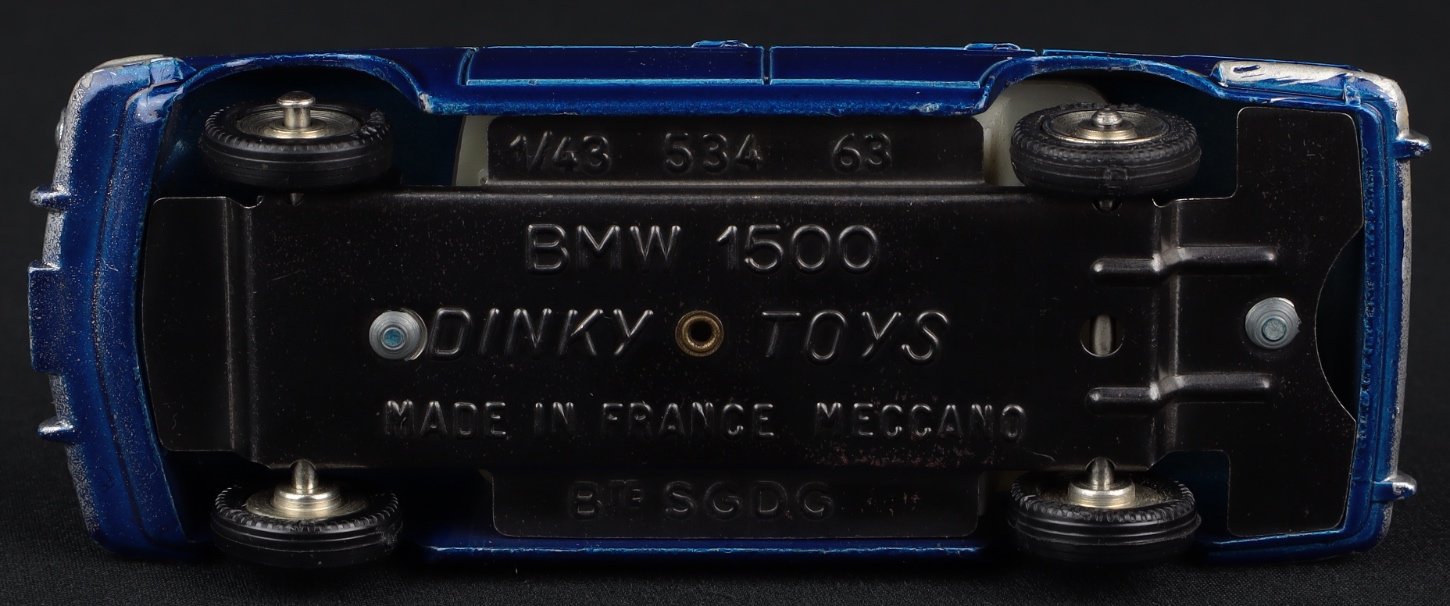 1/43 534 63
BMW 1500
DINKY TOYS
MADE IN FRANCE MECCANO
BTE SGDG